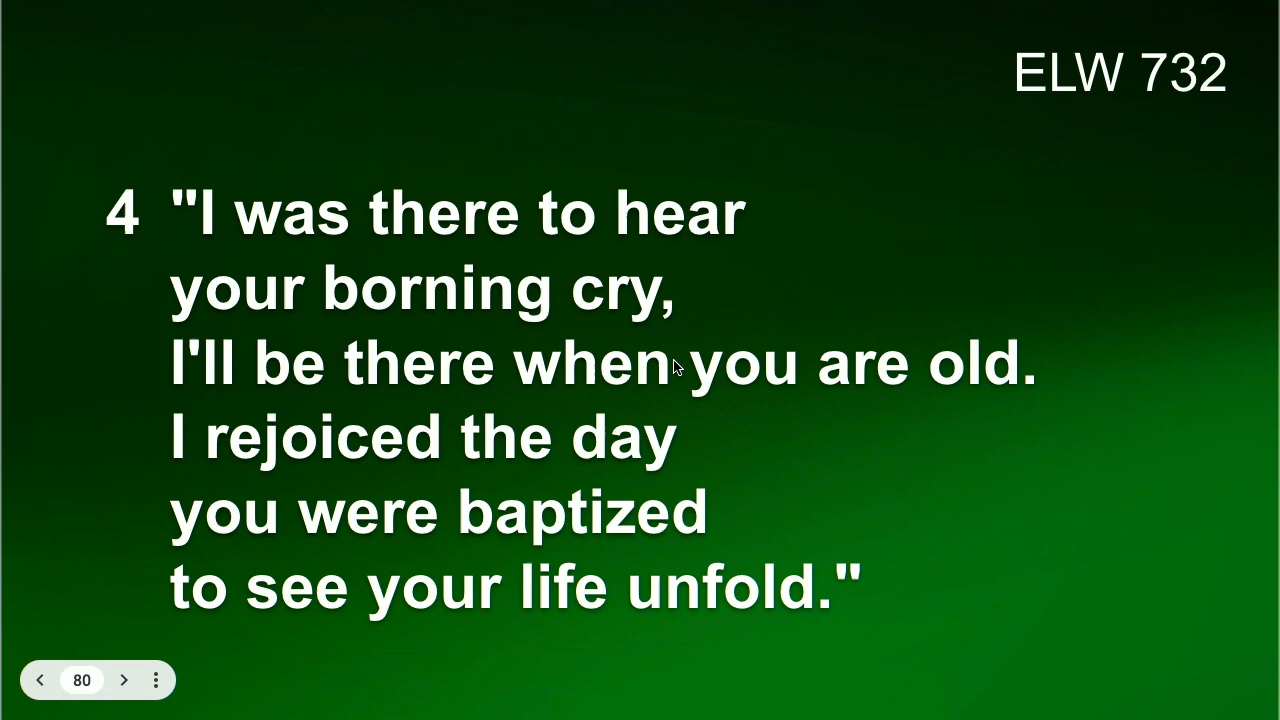 ELW 732
4 "I was there to hear
your borning cry,
I'll be there when you are old.
I rejoiced the day
you were baptized
to see your life unfold."
80